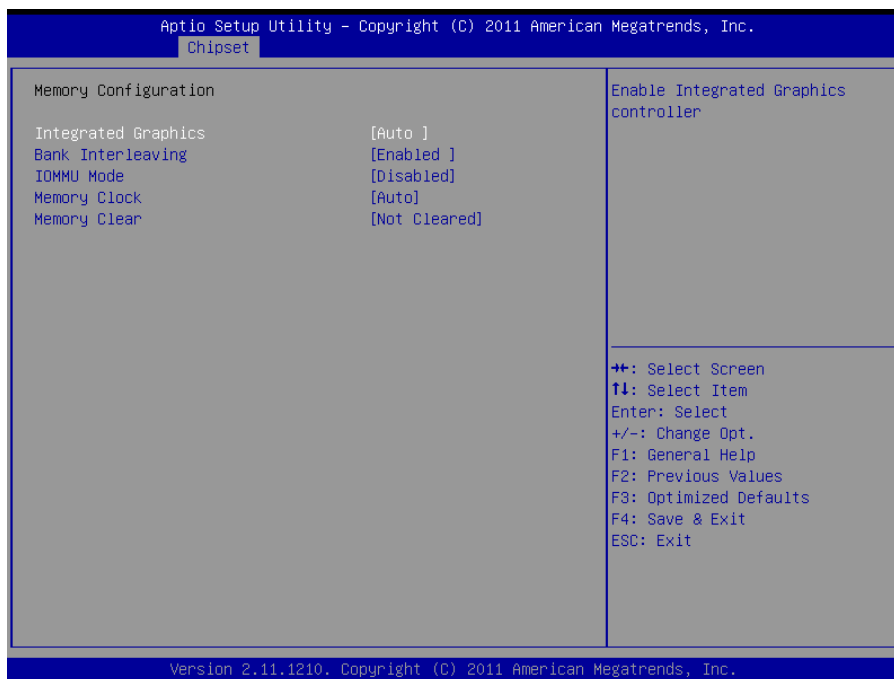 Aptio Setup Utility – Copyright (C) 2011 American Megatrends, Inc.
Chipset
Memory Configuration
Integrated Graphics [Auto ]
Bank Interleaving [Enabled ]
IOMMU Mode [Disabled]
Memory Clock [Auto]
Memory Clear [Not Cleared]
Enable Integrated Graphics
controller
→←: Select Screen
↑↓: Select Item
Enter: Select
+/-: Change Opt.
F1: General Help
F2: Previous Values
F3: Optimized Defaults
F4: Save & Exit
ESC: Exit
Version 2.11.1210. Copyright (C) 2011 American Megatrends, Inc.